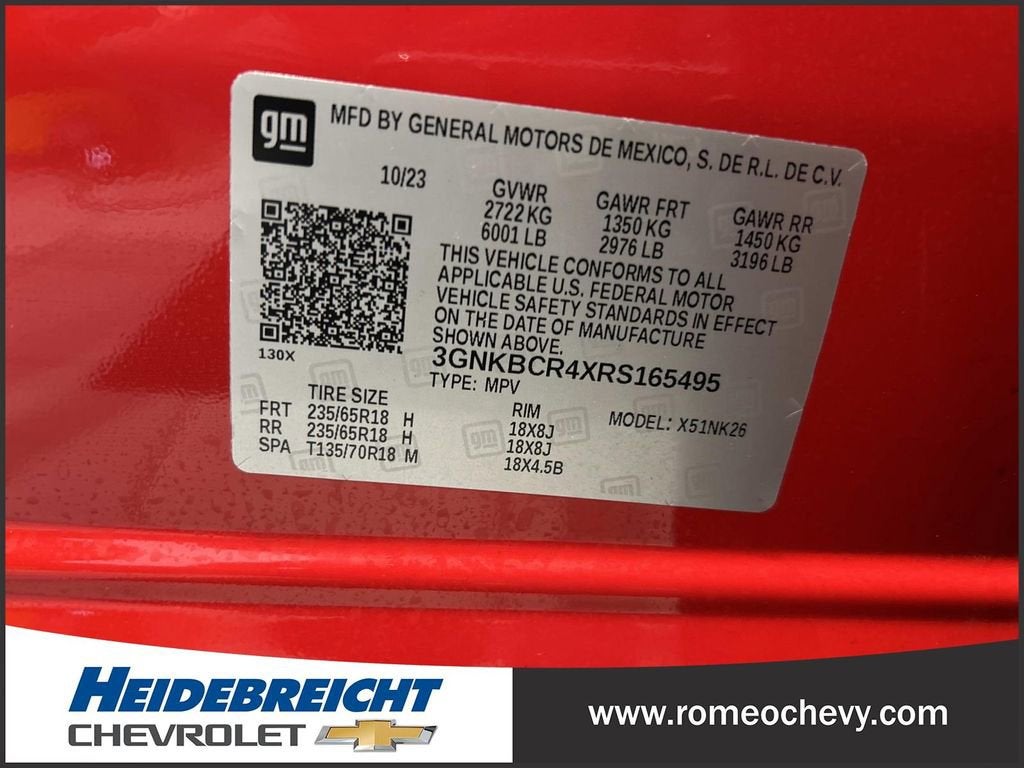 gm
MFD BY GENERAL MOTORS DE MEXICO, S. DE R.L. DE C.V.
10/23
GVWR GAWR FRT GAWR RR
2722 KG 1350 KG 1450 KG
6001 LB 2976 LB 3196 LB
THIS VEHICLE CONFORMS TO ALL
APPLICABLE U.S. FEDERAL MOTOR
VEHICLE SAFETY STANDARDS IN EFFECT
ON THE DATE OF MANUFACTURE
SHOWN ABOVE.
130X
3GNKBCR4XRS165495
TYPE: MPV
MODEL: X51NK26
TIRE SIZE RIM
FRT 235/65R18 H 18X8J
RR 235/65R18 H 18X8J
SPA T135/70R18 M 18X4.5B
HEIDEBREICHT
CHEVROLET
www.romeochevy.com